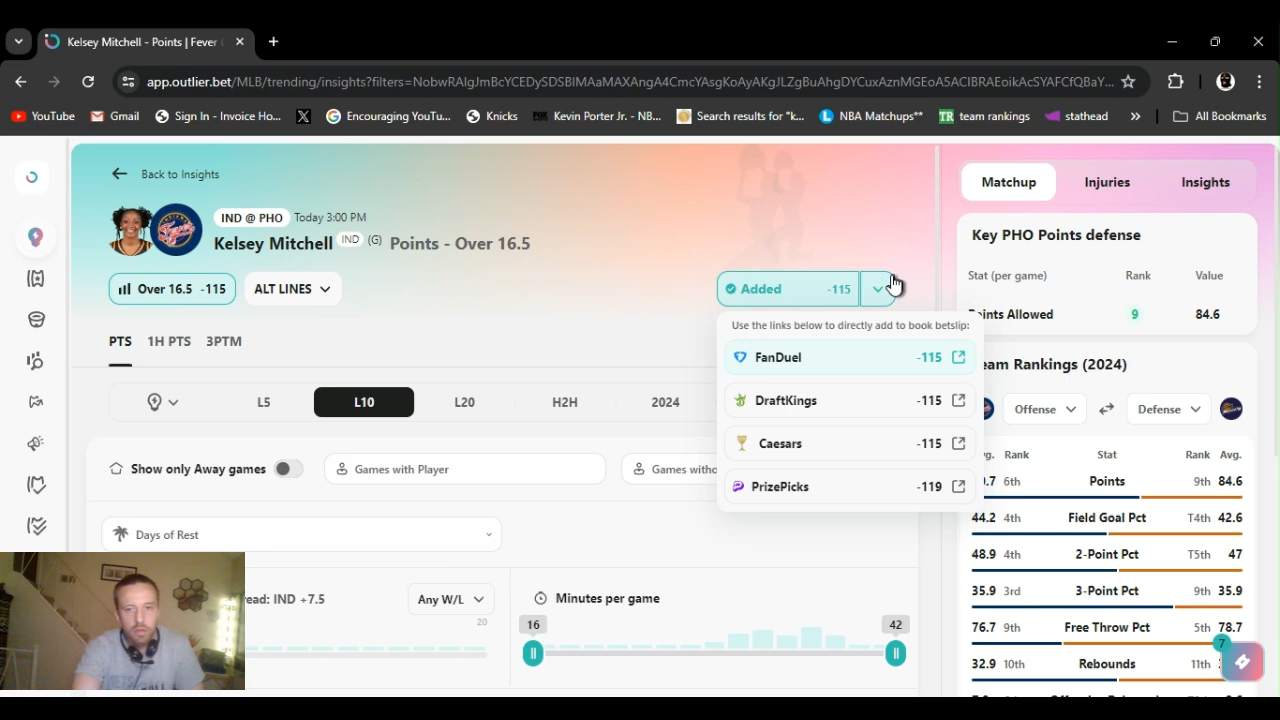 Kelsey Mitchell - Points | Fever
app.outlier.bet/MLB/trending/insights?filters=NobwRAlgJmBcYCEDySDSBIMAaMAXAngA4CmcYAsgKoAyAKgJLZgBuAhgDYCuxAznMGEoA5ACIBRAEoikAcSYAFCfQBaY...
YouTube Gmail Sign In - Invoice Ho... Encouraging YouTu... Knicks Kevin Porter Jr. - NB... Search results for "k... NBA Matchups** TR team rankings stathead » All Bookmarks
Back to Insights
IND @ PHO Today 3:00 PM
Kelsey Mitchell IND (G) Points - Over 16.5
Over 16.5 -115 ALT LINES
Added -115
Use the links below to directly add to book betslip:
FanDuel -115
DraftKings -115
Caesars -115
PrizePicks -119
PTS 1H PTS 3PTM
L5 L10 L20 H2H 2024
Show only Away games Games with Player Games witho
Days of Rest
read: IND +7.5 Any W/L
20
Minutes per game
16 42
Matchup Injuries Insights
Key PHO Points defense
Stat (per game) Rank Value
oints Allowed 9 84.6
eam Rankings (2024)
Offense Defense
g. Rank Stat Rank Avg.
.7 6th Points 9th 84.6
44.2 4th Field Goal Pct T4th 42.6
48.9 4th 2-Point Pct T5th 47
35.9 3rd 3-Point Pct 9th 35.9
76.7 9th Free Throw Pct 5th 78.7
32.9 10th Rebounds 11th
7